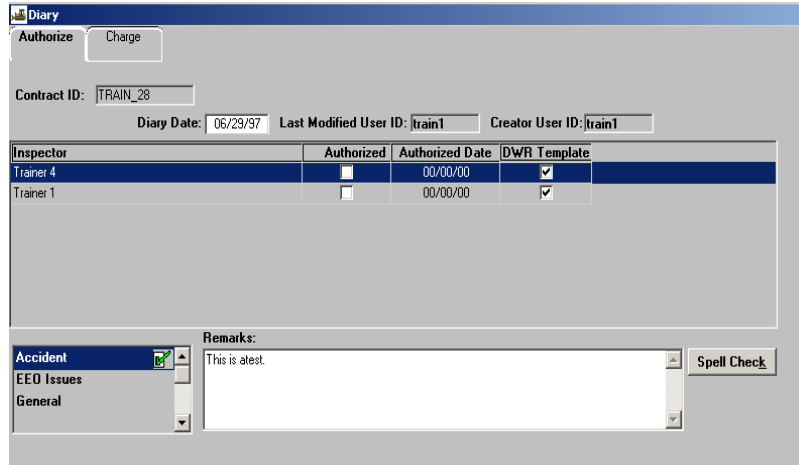 Diary
Authorize Charge
Contract ID: TRAIN_28
Diary Date: 06/29/97 Last Modified User ID: train1 Creator User ID: train1
Inspector Authorized Authorized Date DWR Template
Trainer 4 00/00/00
Trainer 1 00/00/00
Remarks:
Accident This is atest. Spell Check
EEO Issues
General